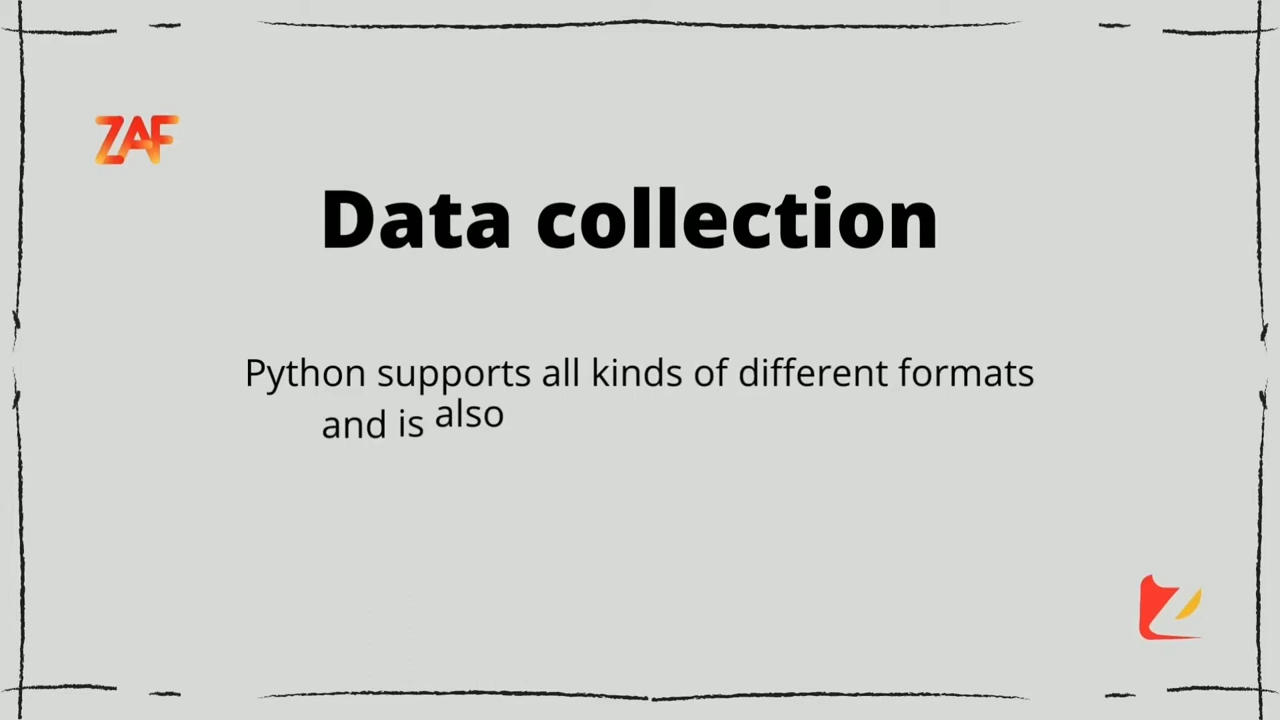 ZAF
Data collection
Python supports all kinds of different formats
and is also